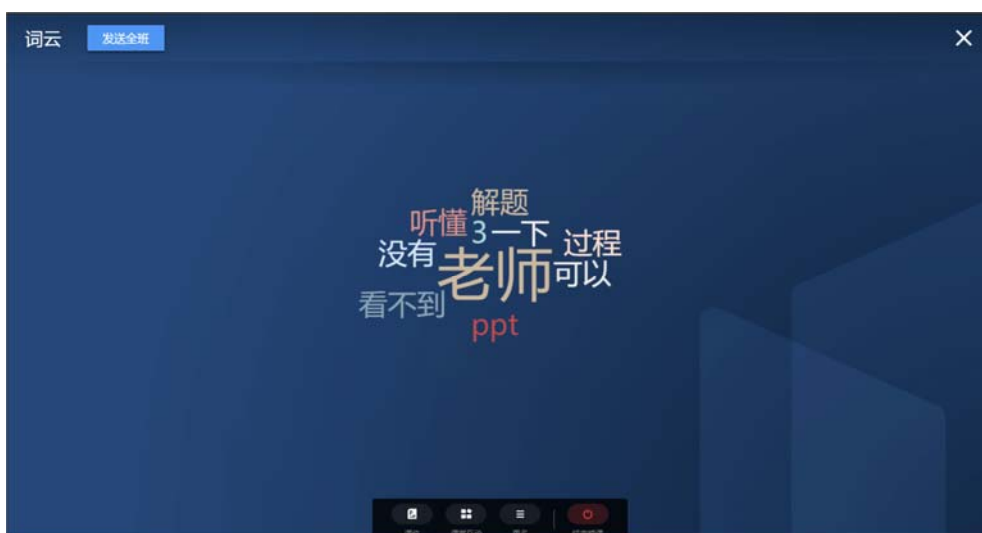 词云
发送全班
解题
听懂
3
一下
过程
没有
老师
可以
看不到
ppt